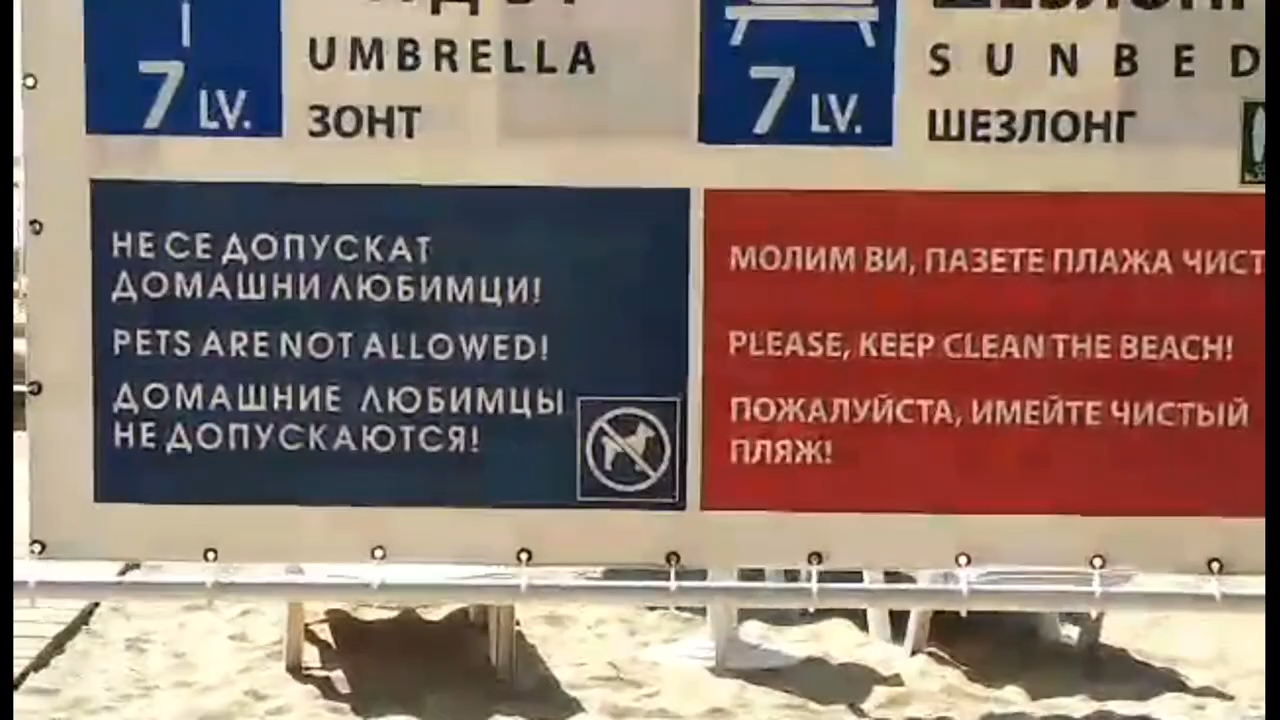 UMBRELLA
7 LV.
ЗОНТ
SUNBED
7 LV.
ШЕЗЛОНГ
НЕ СЕ ДОПУСКАТ
ДОМАШНИ ЛЮБИМЦИ!
PETS ARE NOT ALLOWED!
ДОМАШНИЕ ЛЮБИМЦЫ
НЕ ДОПУСКАЮТСЯ!
МОЛИМ ВИ, ПАЗЕТЕ ПЛАЖА
PLEASE, KEEP CLEAN THE BEACH!
ПОЖАЛУЙСТА, ИМЕЙТЕ ЧИСТЫЙ
ПЛЯЖ!